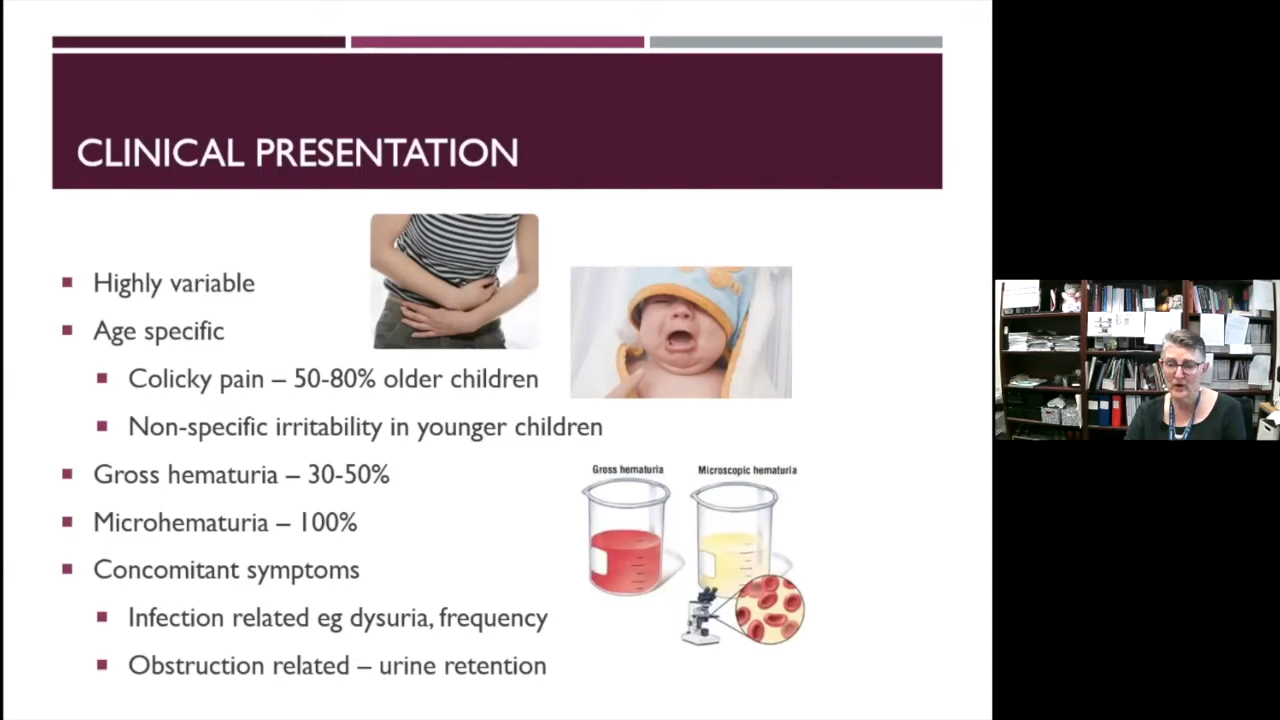 CLINICAL PRESENTATION
Highly variable
Age specific
Colicky pain – 50-80% older children
Non-specific irritability in younger children
Gross hematuria – 30-50%
Microhematuria – 100%
Concomitant symptoms
Infection related eg dysuria, frequency
Obstruction related – urine retention
Gross hematuria
Microscopic hematuria